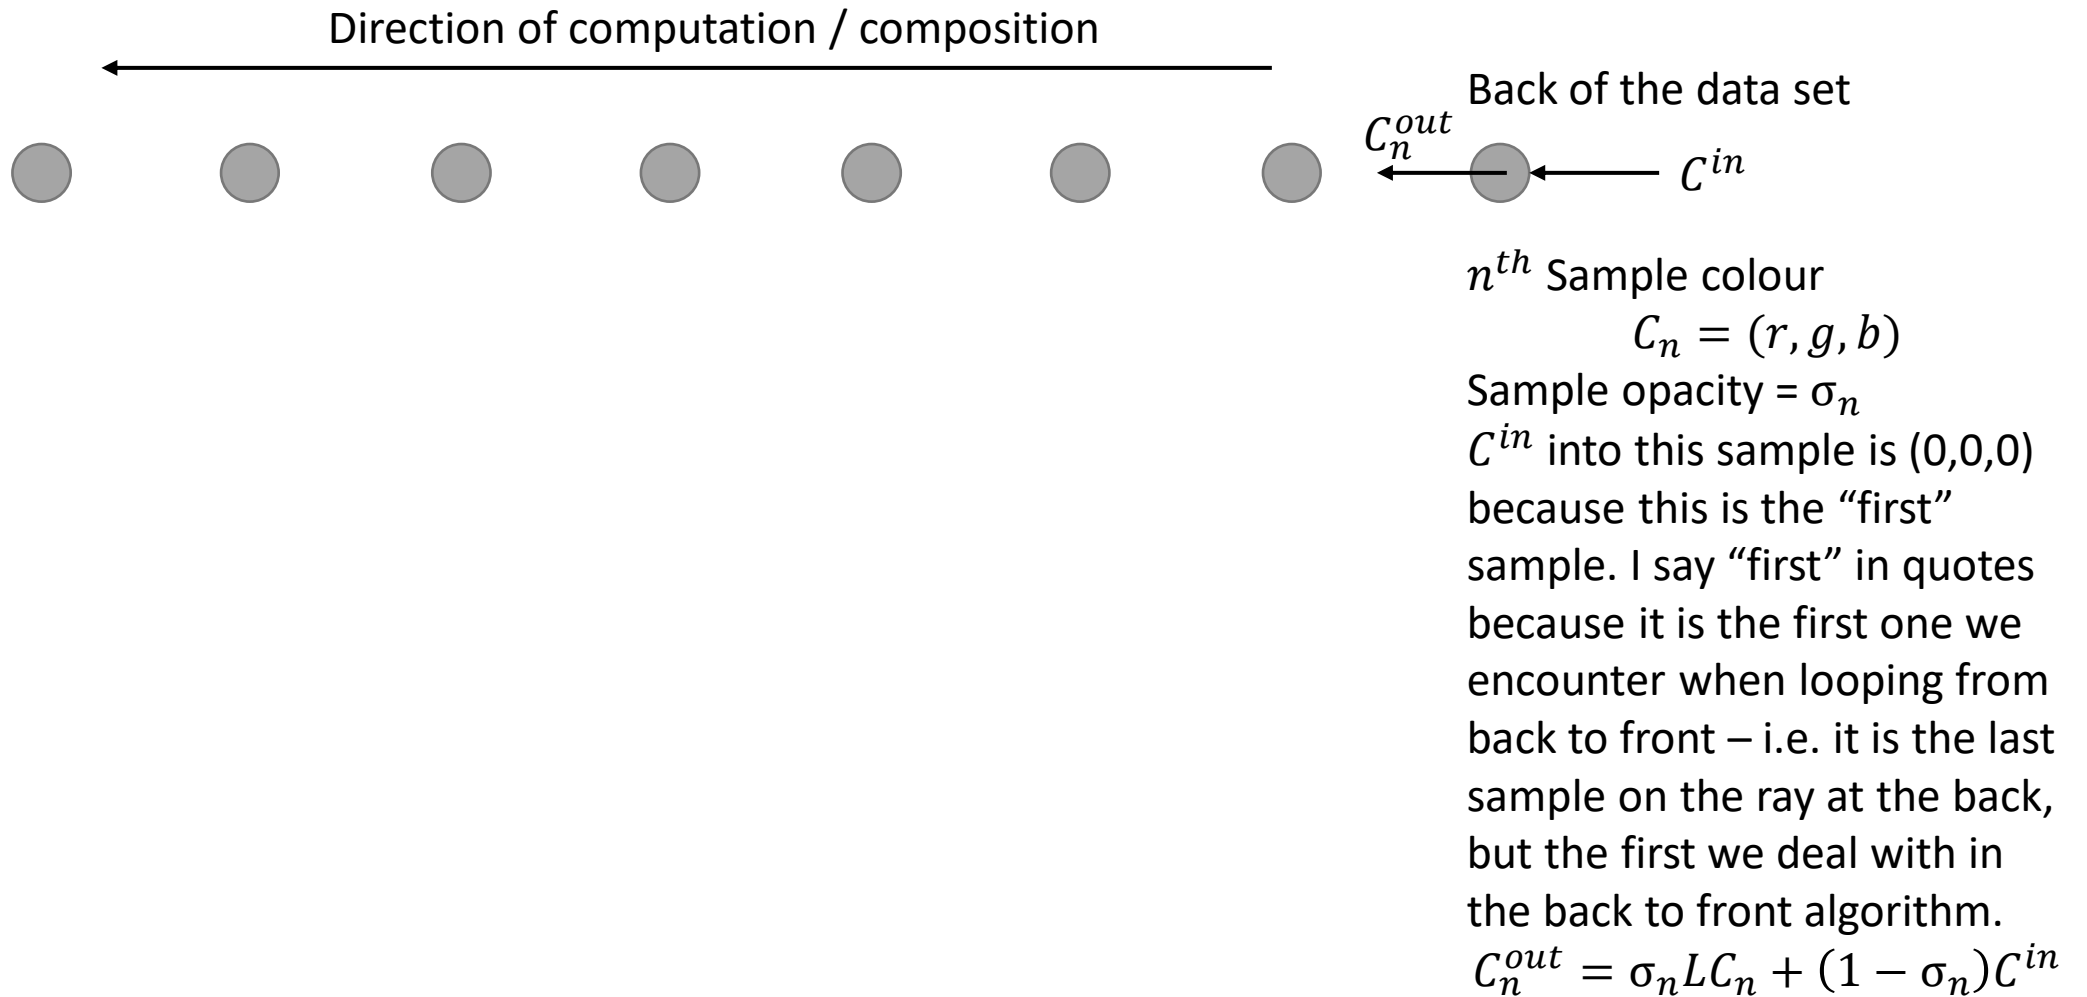 Direction of computation / composition
Back of the data set
$C_n^{out}$
$C^{in}$
$n^{th}$ Sample colour
$C_n = (r, g, b)$
Sample opacity = $σ_n$
$C^{in}$ into this sample is (0,0,0)
because this is the “first”
sample. I say “first” in quotes
because it is the first one we
encounter when looping from
back to front – i.e. it is the last
sample on the ray at the back,
but the first we deal with in
the back to front algorithm.
$C_n^{out} = σ_n L C_n + (1 − σ_n) C^{in}$